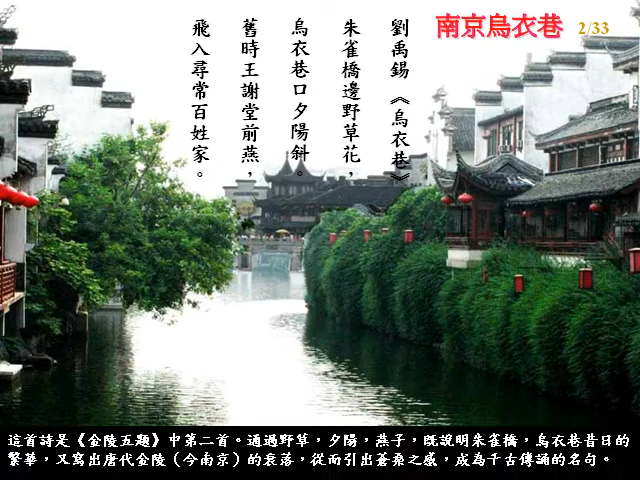 南京烏衣巷 2/33
劉禹錫 《烏衣巷》
朱雀橋邊野草花，
烏衣巷口夕陽斜。
舊時王謝堂前燕，
飛入尋常百姓家。
這首詩是《金陵五題》中第二首。通過野草，夕陽，燕子，既說明朱雀橋，烏衣巷昔日的
繁華，又寫出唐代金陵（今南京）的衰落，從而引出蒼桑之感，成為千古傳誦的名句。